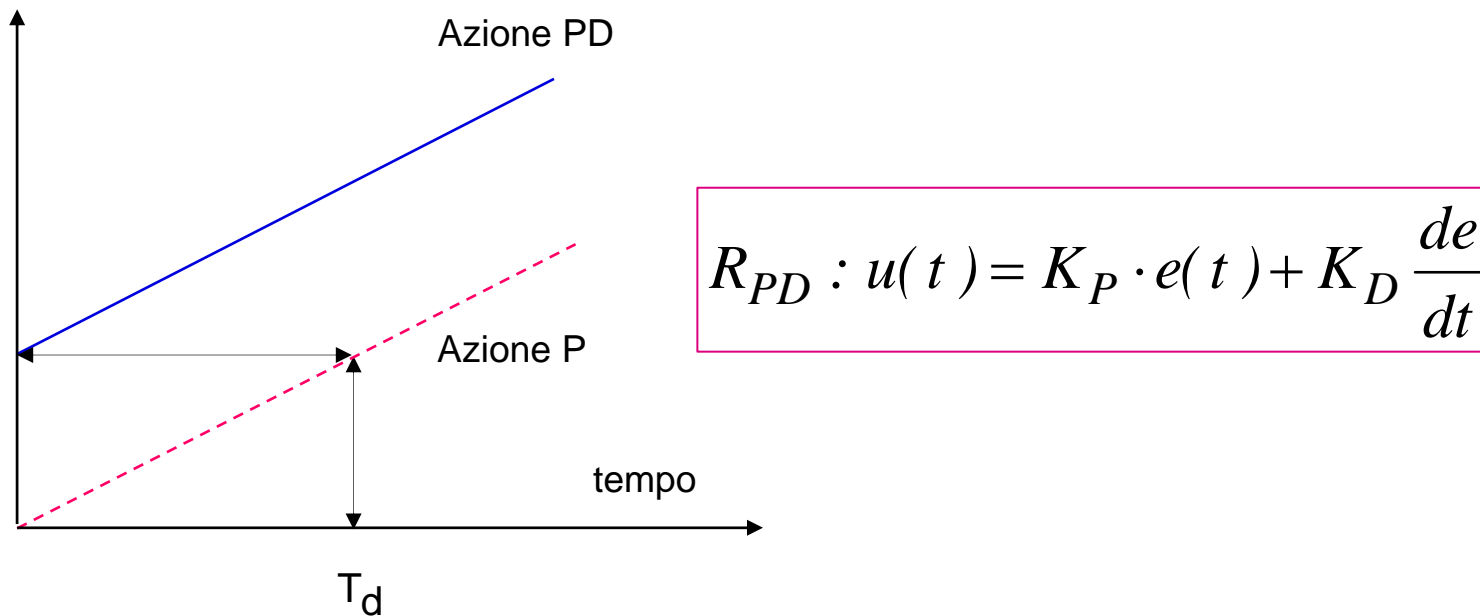 Azione PD
R_PD : u( t ) = K_P · e( t ) + K_D de/dt
Azione P
tempo
T_d